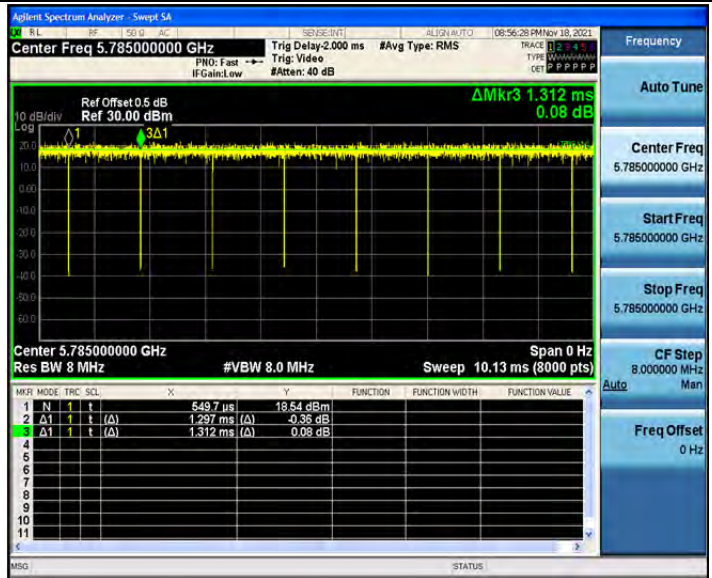 Agilent Spectrum Analyzer - Swept SA
RL RF 50 Ω AC SENSE:INT ALIGN AUTO 08:56:28 PM Nov 18, 2021
Center Freq 5.785000000 GHz
PNO: Fast
IFGain:Low
Trig Delay-2.000 ms
Trig: Video
#Atten: 40 dB
#Avg Type: RMS
TRACE 1 2 3 4 5 6
TYPE
DET P P P P P P
Ref Offset 0.5 dB
10 dB/div Ref 30.00 dBm
Log
ΔMkr3 1.312 ms
0.08 dB
1 3Δ1
20.0
10.0
0.00
-10.0
-20.0
-30.0
-40.0
-50.0
-60.0
Center 5.785000000 GHz Span 0 Hz
Res BW 8 MHz #VBW 8.0 MHz Sweep 10.13 ms (8000 pts)
MKR MODE TRC SCL X Y FUNCTION FUNCTION WIDTH FUNCTION VALUE
1 N 1 t 549.7 µs 18.54 dBm
2 Δ1 1 t (Δ) 1.297 ms (Δ) -0.36 dB
3 Δ1 1 t (Δ) 1.312 ms (Δ) 0.08 dB
4
5
6
7
8
9
10
11
MSG STATUS
Frequency
Auto Tune
Center Freq
5.785000000 GHz
Start Freq
5.785000000 GHz
Stop Freq
5.785000000 GHz
CF Step
8.000000 MHz
Auto Man
Freq Offset
0 Hz